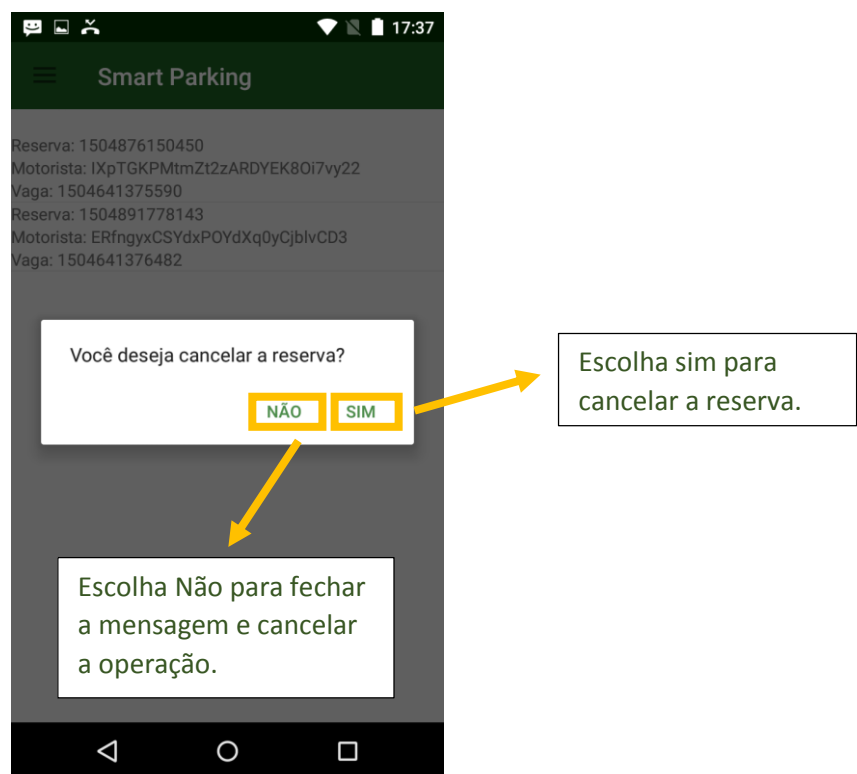 17:37
Smart Parking
Reserva: 1504876150450
Motorista: IXpTGKPMtmZt2zARDYEK8Oi7vy22
Vaga: 1504641375590
Reserva: 1504891778143
Motorista: ERfngyxCSYdxPOYdXq0yCjblvCD3
Vaga: 1504641376482
Você deseja cancelar a reserva?
NÃO SIM
Escolha sim para
cancelar a reserva.
Escolha Não para fechar
a mensagem e cancelar
a operação.